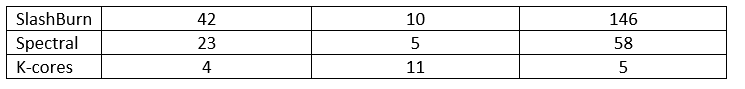 SlashBurn 42 10 146
Spectral 23 5 58
K-cores 4 11 5